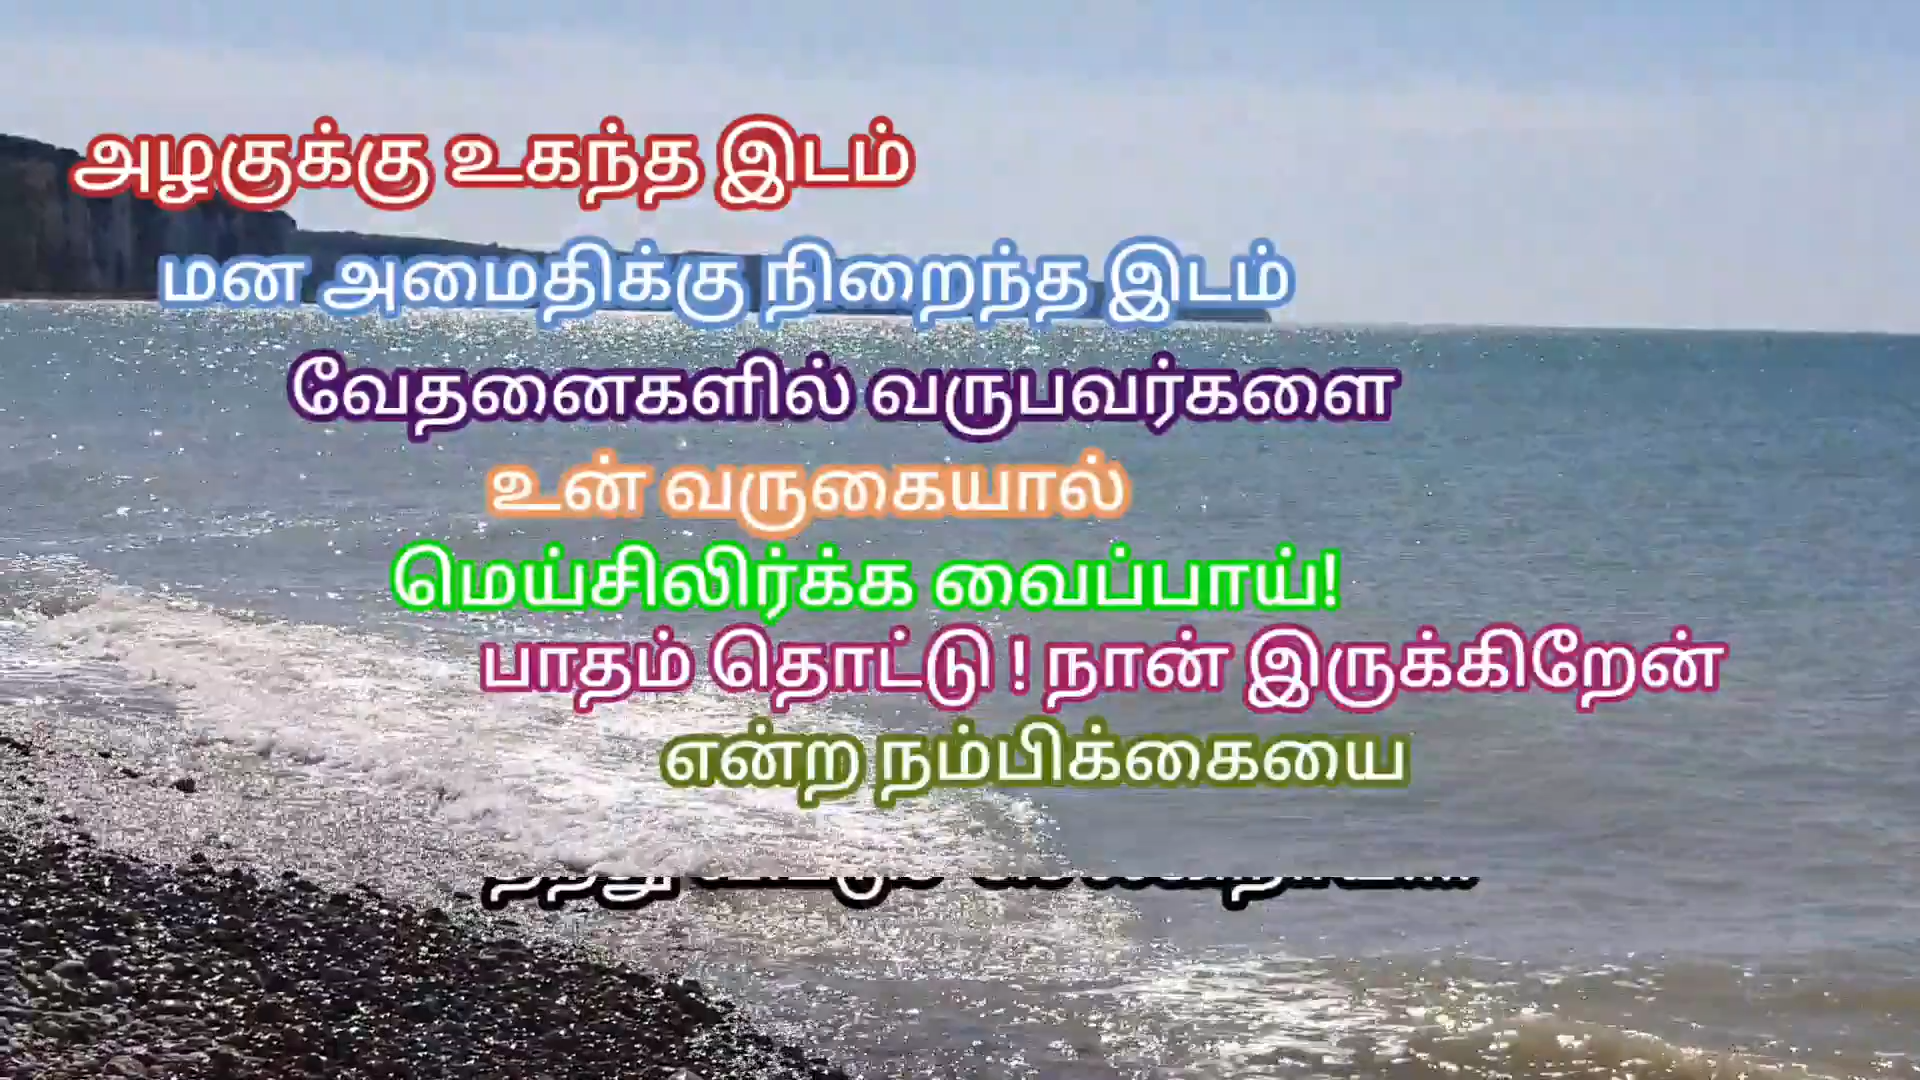 அழகுக்கு உகந்த இடம்
மன அமைதிக்கு நிறைந்த இடம்
வேதனைகளில் வருபவர்களை
உன் வருகையால்
மெய்சிலிர்க்க வைப்பாய்!
பாதம் தொட்டு ! நான் இருக்கிறேன்
என்ற நம்பிக்கையை